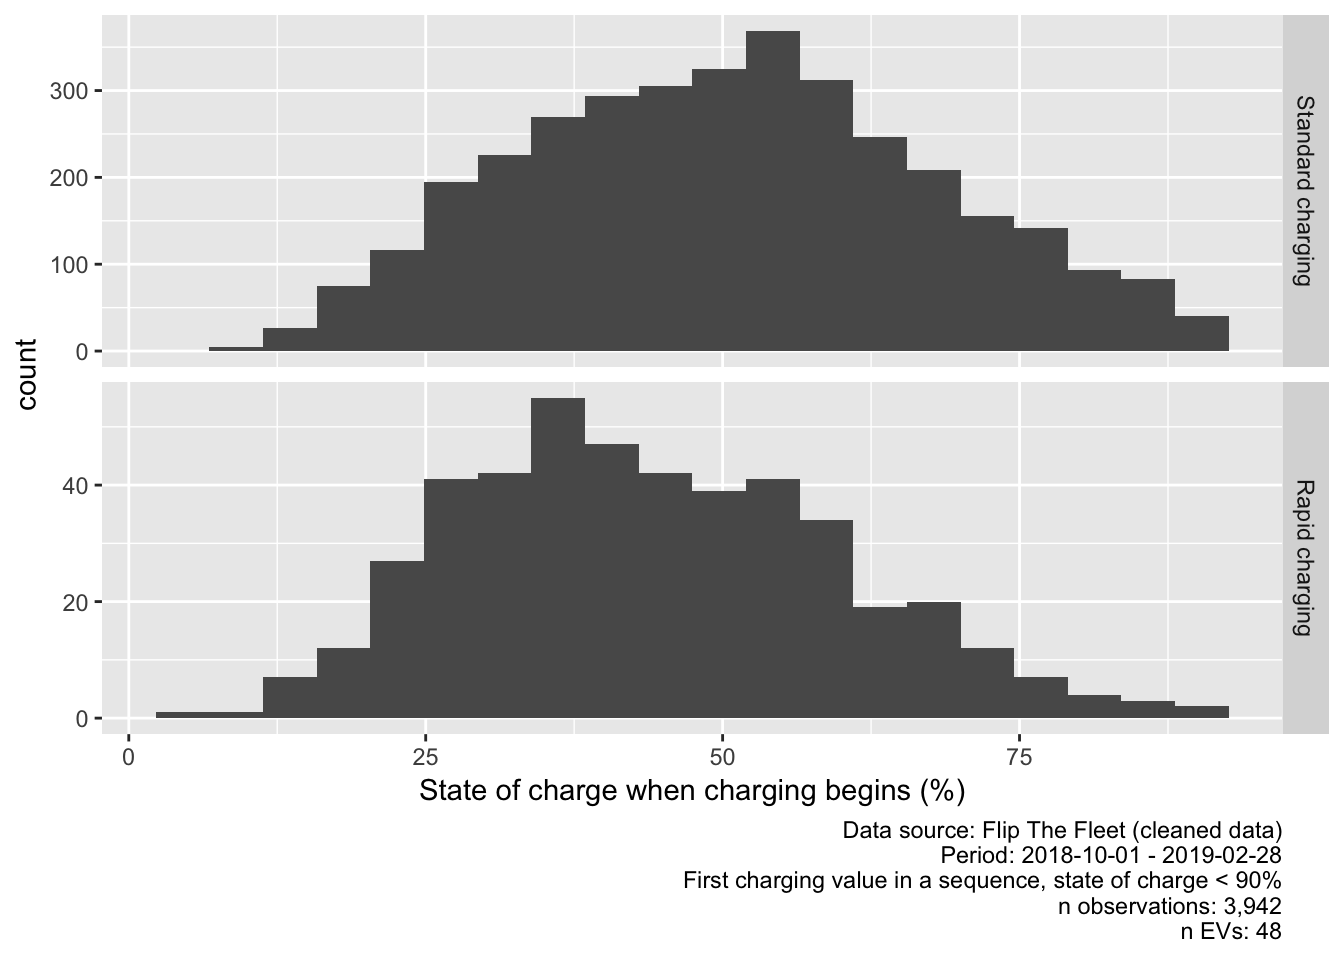 300
200
100
0
Standard charging
count
40
20
0
Rapid charging
0 25 50 75
State of charge when charging begins (%)
Data source: Flip The Fleet (cleaned data)
Period: 2018-10-01 - 2019-02-28
First charging value in a sequence, state of charge < 90%
n observations: 3,942
n EVs: 48